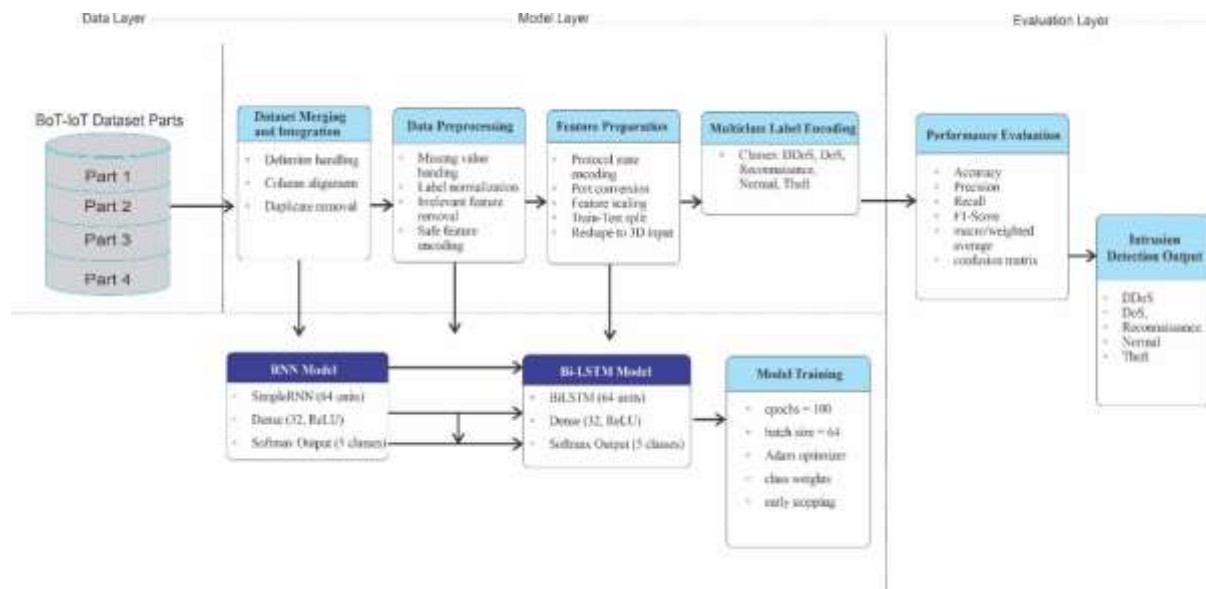 Data Layer
Model Layer
Evaluation Layer
BoT-IoT Dataset Parts
Part 1
Part 2
Part 3
Part 4
Dataset Merging
and Integration
Delimiter handling
Column alignment
Duplicate removal
Data Preprocessing
Missing value
handing
Label normalization
Irrelevant feature
removal
Safe feature
encoding
Feature Preparation
Protocol state
encoding
Port conversion
Feature scaling
Train-Test split
Reshape to 3D input
Multiclass Label Encoding
Classes: DDoS, DoS,
Reconnaissance,
Normal, Theft
Performance Evaluation
Accuracy
Precision
Recall
F1-Score
macro/weighted
average
confusion matrix
Intrusion
Detection Output
DDoS
DoS,
Reconnaissance
Normal
Theft
RNN Model
SimpleRNN (64 units)
Dense (32, ReLU)
Softmax Output (5 classes)
Bi-LSTM Model
BiLSTM (64 units)
Dense (32, ReLU)
Softmax Output (5 classes)
Model Training
epochs = 100
batch size = 64
Adam optimizer
class weights
early stopping